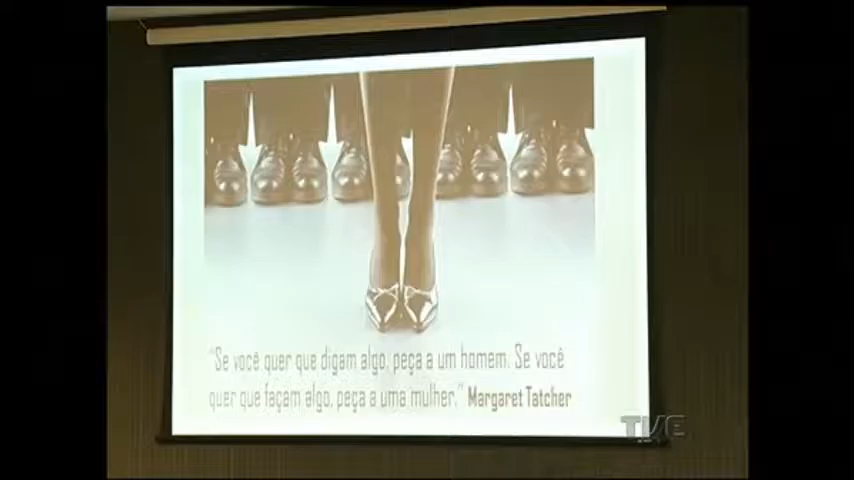 "Se você quer que digam algo, peça a um homem. Se você
quer que façam algo, peça a uma mulher." Margaret Tatcher
TVE